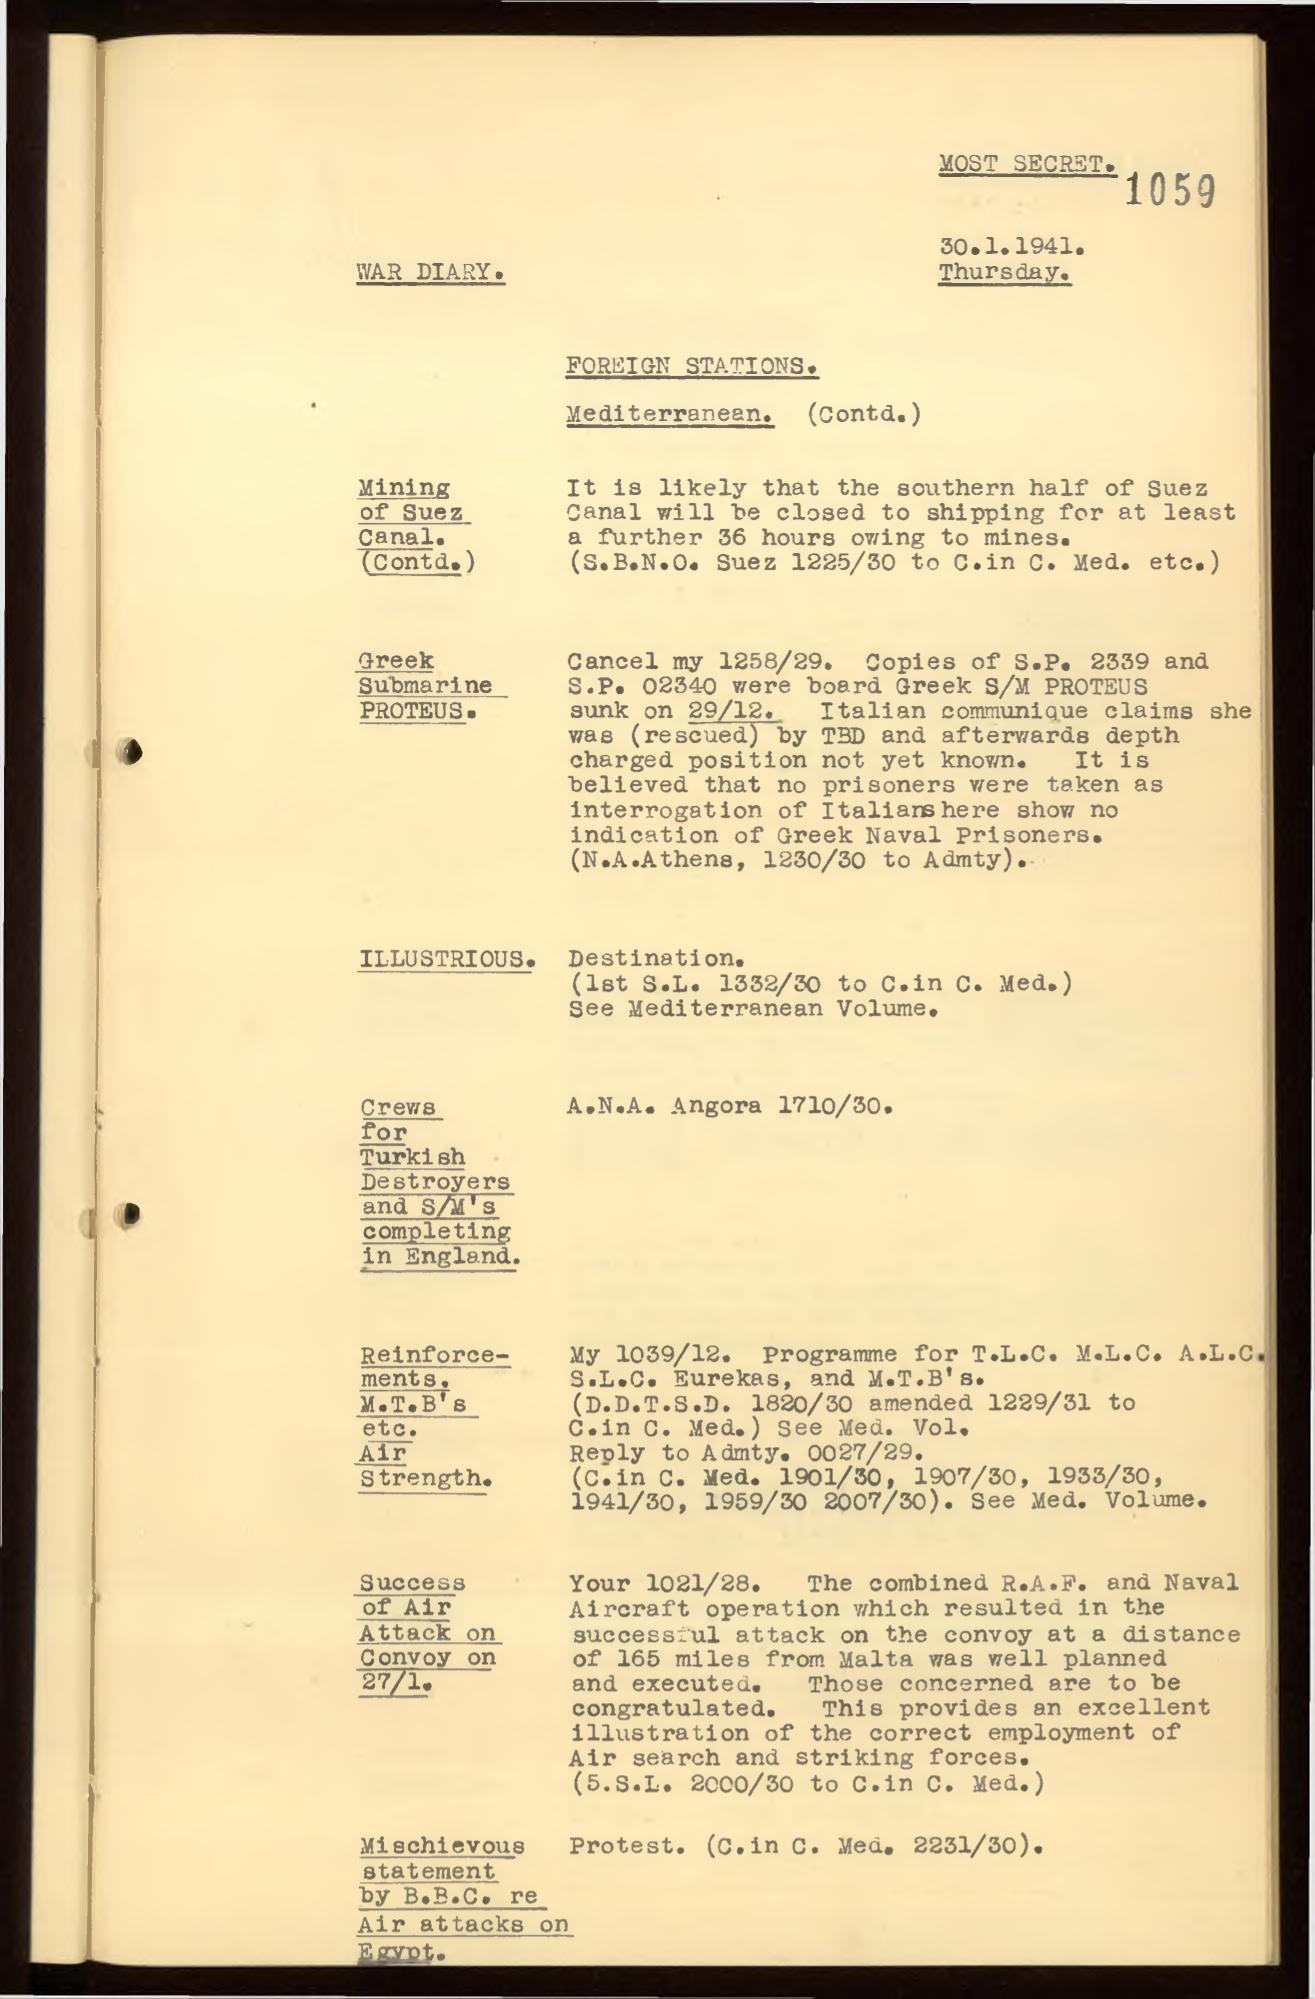 MOST SECRET.
1059
30.1.1941.
WAR DIARY.
Thursday.
FOREIGN STATIONS.
Mediterranean. (Contd.)
Mining
of Suez
Canal.
(Contd.)
It is likely that the southern half of Suez
Canal will be closed to shipping for at least
a further 36 hours owing to mines.
(S.B.N.O. Suez 1225/30 to C.in C. Med. etc.)
Greek
Submarine
PROTEUS.
Cancel my 1258/29. Copies of S.P. 2339 and
S.P. 02340 were board Greek S/M PROTEUS
sunk on 29/12. Italian communique claims she
was (rescued) by TBD and afterwards depth
charged position not yet known. It is
believed that no prisoners were taken as
interrogation of Italians here show no
indication of Greek Naval Prisoners.
(N.A.Athens, 1230/30 to Admty).
ILLUSTRIOUS.
Destination.
(1st S.L. 1332/30 to C.in C. Med.)
See Mediterranean Volume.
Crews
for
Turkish
Destroyers
and S/M's
completing
in England.
A.N.A. Angora 1710/30.
Reinforce-
ments.
M.T.B's
etc.
Air
Strength.
My 1039/12. Programme for T.L.C. M.L.C. A.L.C.
S.L.C. Eurekas, and M.T.B's.
(D.D.T.S.D. 1820/30 amended 1229/31 to
C.in C. Med.) See Med. Vol.
Reply to Admty. 0027/29.
(C.in C. Med. 1901/30, 1907/30, 1933/30,
1941/30, 1959/30 2007/30). See Med. Volume.
Success
of Air
Attack on
Convoy on
27/1.
Your 1021/28. The combined R.A.F. and Naval
Aircraft operation which resulted in the
successful attack on the convoy at a distance
of 165 miles from Malta was well planned
and executed. Those concerned are to be
congratulated. This provides an excellent
illustration of the correct employment of
Air search and striking forces.
(5.S.L. 2000/30 to C.in C. Med.)
Mischievous
statement
by B.B.C. re
Air attacks on
Egypt.
Protest. (C.in C. Med. 2231/30).